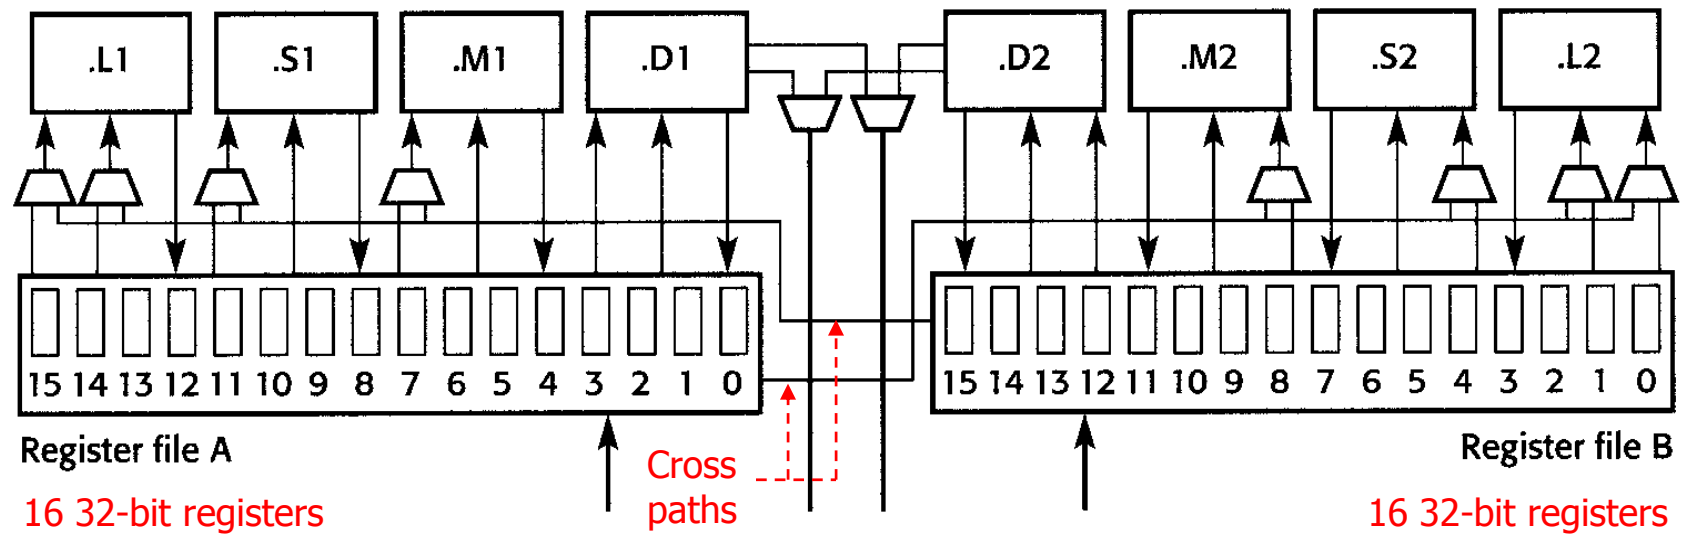 .L1 .S1 .M1 .D1 .D2 .M2 .S2 .L2
15 14 13 12 11 10 9 8 7 6 5 4 3 2 1 0
15 14 13 12 11 10 9 8 7 6 5 4 3 2 1 0
Register file A
Cross
paths
Register file B
16 32-bit registers
16 32-bit registers